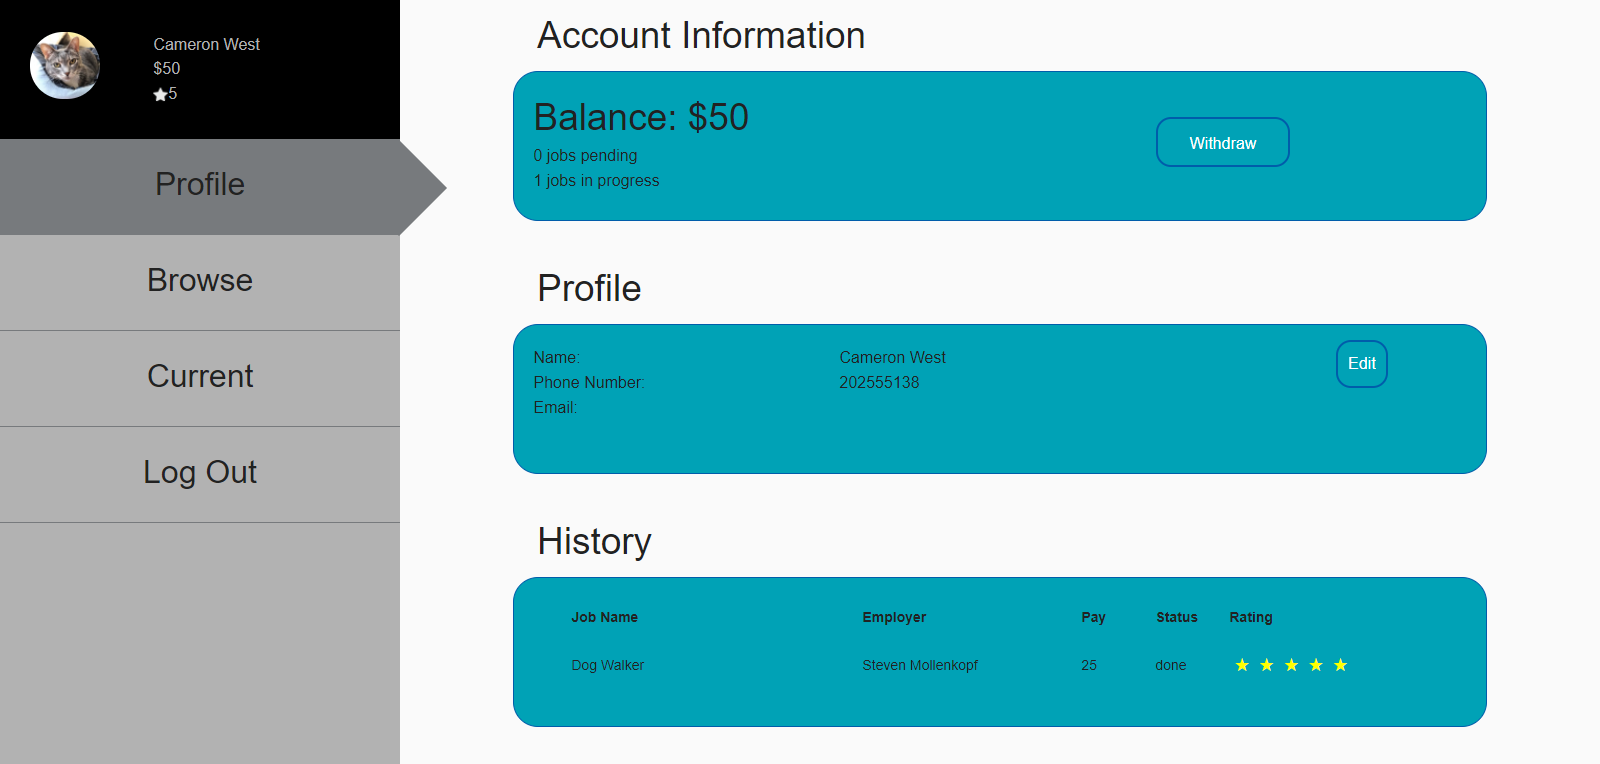 Cameron West
$50
5
Profile
Browse
Current
Log Out
Account Information
Balance: $50
0 jobs pending
1 jobs in progress
Withdraw
Profile
Name: Cameron West
Phone Number: 202555138
Email:
Edit
History
Job Name Employer Pay Status Rating
Dog Walker Steven Mollenkopf 25 done